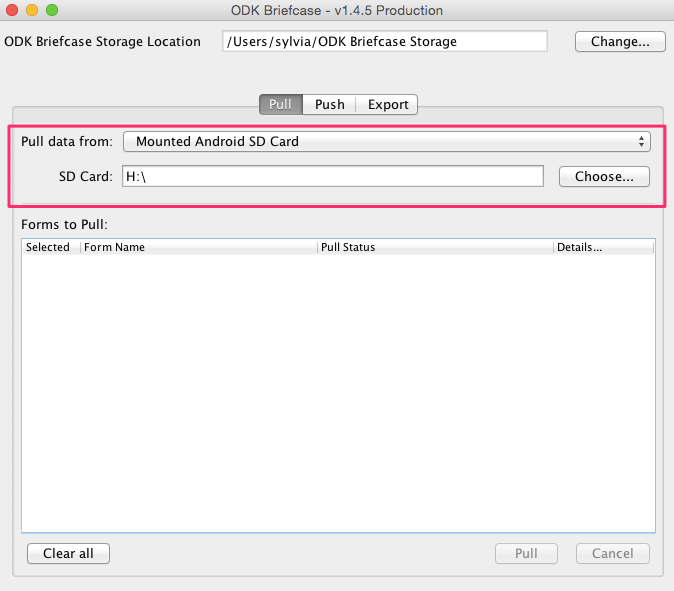 ODK Briefcase - v1.4.5 Production
ODK Briefcase Storage Location /Users/sylvia/ODK Briefcase Storage Change...
Pull Push Export
Pull data from: Mounted Android SD Card
SD Card: H:\ Choose...
Forms to Pull:
Selected Form Name Pull Status Details...
Clear all Pull Cancel